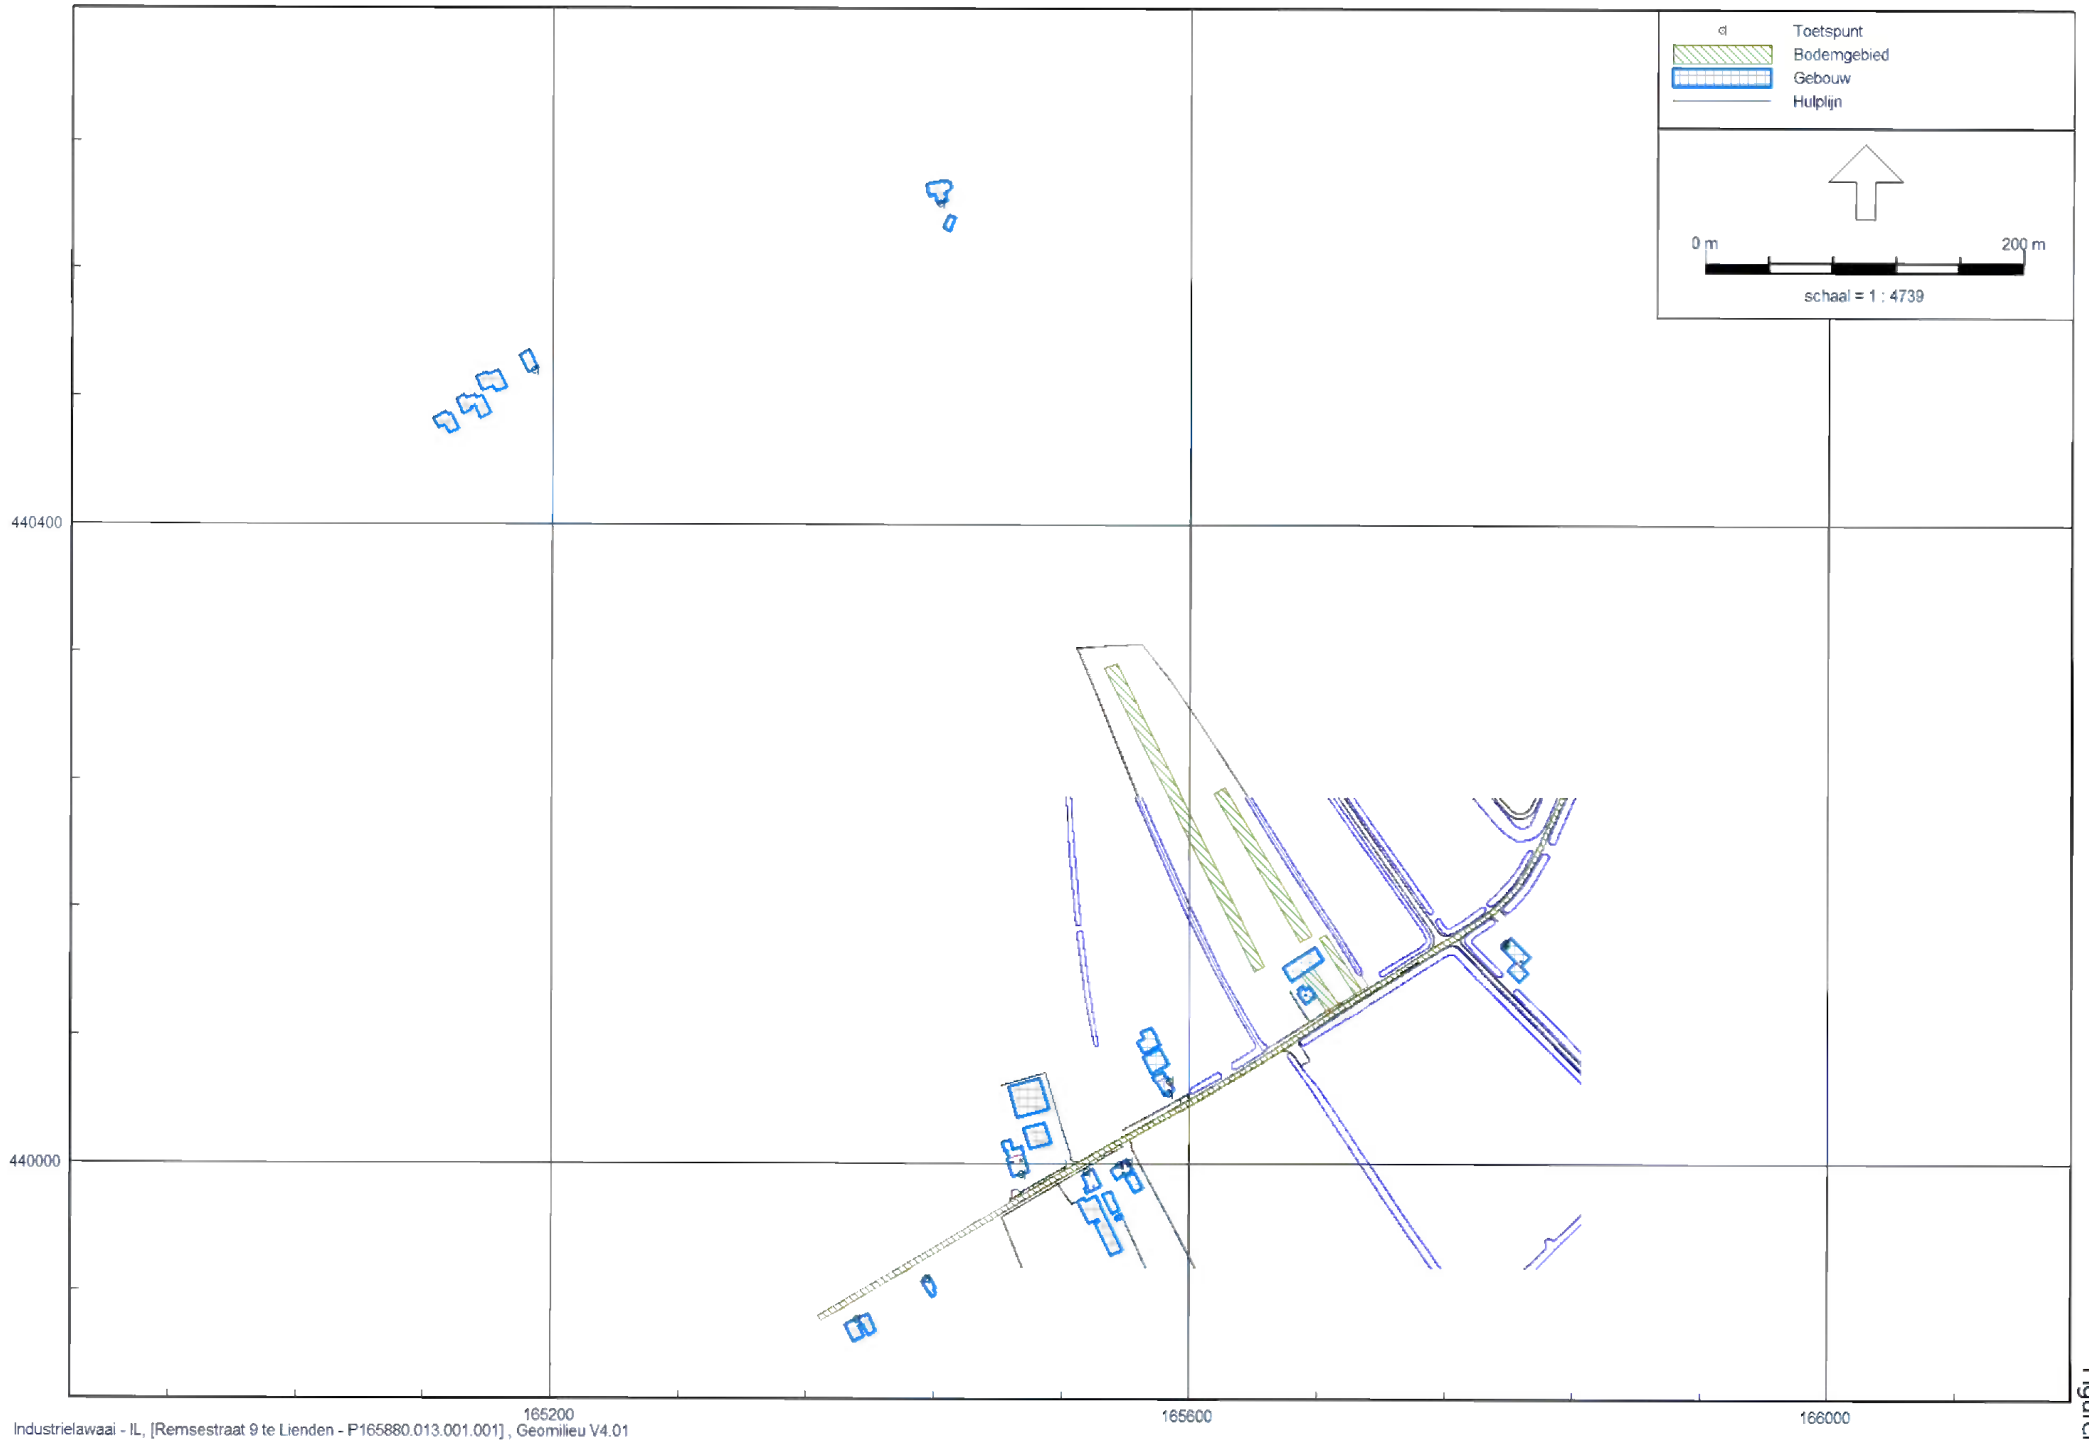 Toetspunt
Bodemgebied
Gebouw
Hulplijn
0 m 200 m
schaal = 1 : 4739
440400
440000
165200 165600 166000
Industrielawaai - IL, [Remsestraat 9 te Lienden - P165880.013.001.001] , Geomilieu V4.01